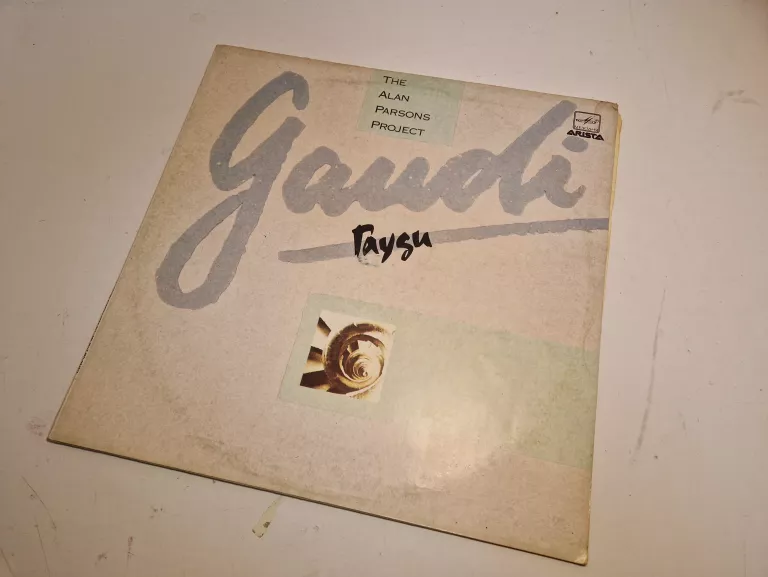 THE
ALAN
PARSONS
PROJECT
gaudi
Гауди
ARISTA